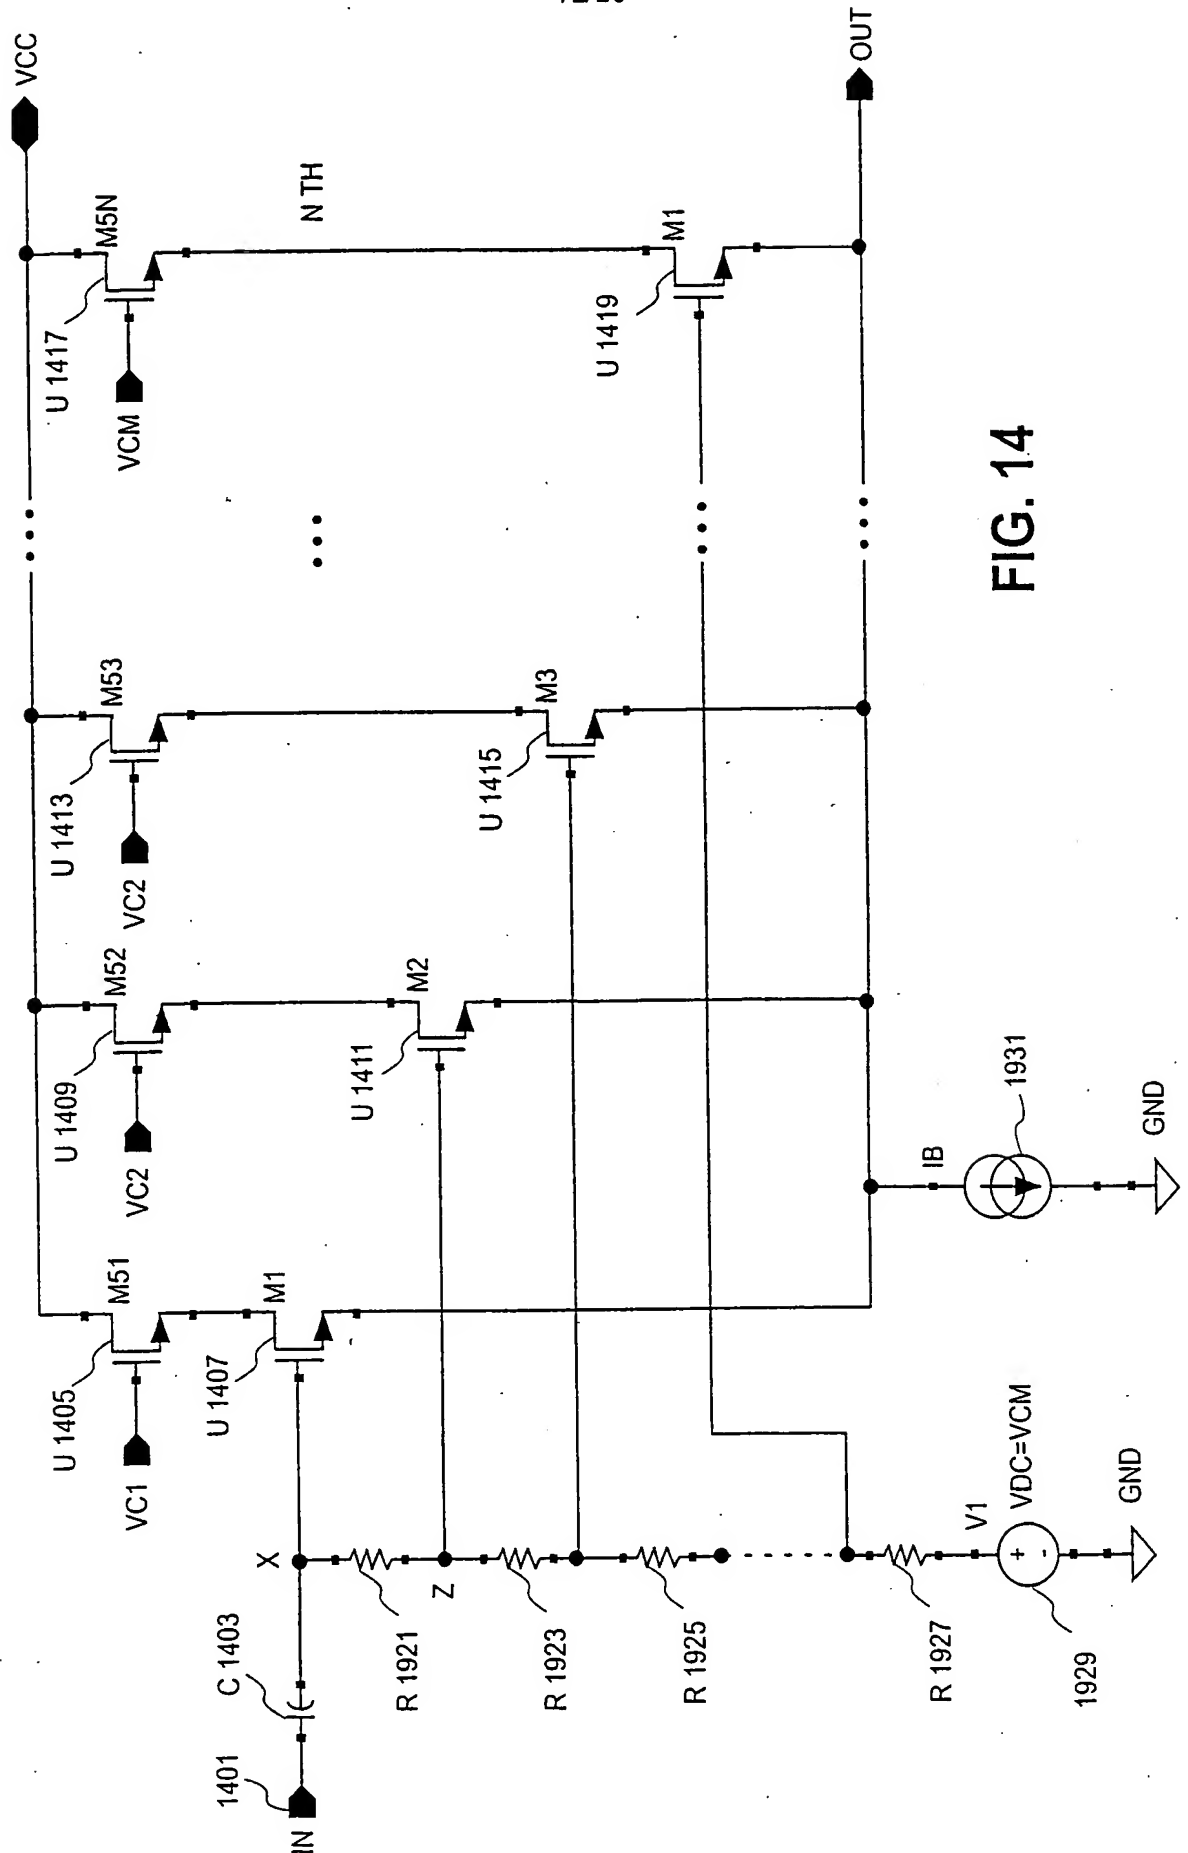 VCC
M5N
U 1417
VCM
N TH
M1
U 1419
OUT
M53
U 1413
VC2
M3
U 1415
M52
U 1409
VC2
M2
U 1411
M51
U 1405
VC1
M1
U 1407
X
Z
C 1403
1401
IN
R 1921
R 1923
R 1925
R 1927
V1
VDC=VCM
1929
GND
IB
1931
GND
FIG. 14